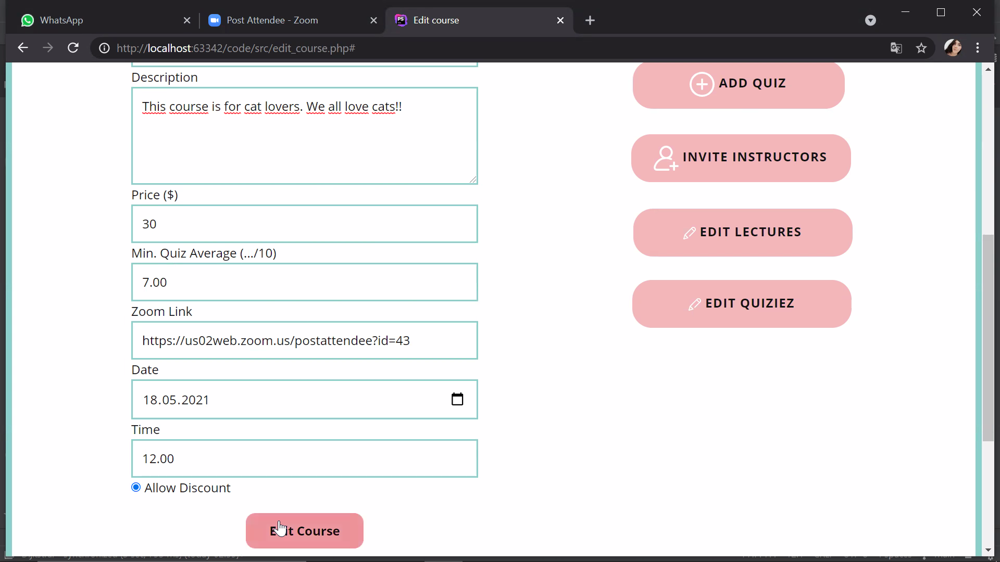 WhatsApp
Post Attendee - Zoom
PS
Edit course
http://localhost:63342/code/src/edit_course.php#
Description
This course is for cat lovers. We all love cats!!
Price ($)
30
Min. Quiz Average (.../10)
7.00
Zoom Link
https://us02web.zoom.us/postattendee?id=43
Date
18.05.2021
Time
12.00
Allow Discount
Edit Course
ADD QUIZ
INVITE INSTRUCTORS
EDIT LECTURES
EDIT QUIZIEZ